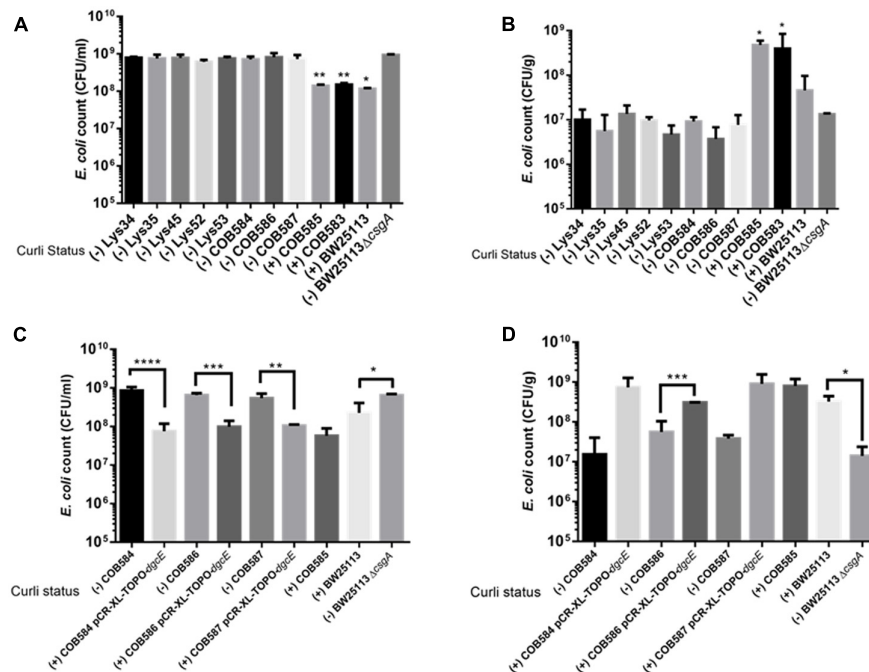 A
E. coli count (CFU/ml)
10^9
10^9
10^8
10^7
10^6
10^5
** ** *
Curli Status
(-) Lys34
(-) Lys35
(-) Lys45
(-) Lys52
(-) Lys53
(-) COB584
(-) COB586
(-) COB587
(+) COB585
(+) COB583
(+) BW25113
(-) BW25113ΔcsgA
B
E. coli count (CFU/g)
10^9
10^8
10^7
10^6
10^5
* *
Curli Status
(-) Lys34
(-) Lys35
(-) Lys45
(-) Lys52
(-) Lys53
(-) COB584
(-) COB586
(-) COB587
(+) COB585
(+) COB583
(+) BW25113
(-) BW25113ΔcsgA
C
E. coli count (CFU/ml)
10^10
10^9
10^8
10^7
10^6
10^5
**** *** ** *
Curli status
(-) COB584
(+) COB584 pCR-XL-TOPO-dgcE
(-) COB586
(+) COB586 pCR-XL-TOPO-dgcE
(-) COB587
(+) COB587 pCR-XL-TOPO-dgcE
(+) COB585
(+) BW25113
(-) BW25113 ΔcsgA
D
E. coli count (CFU/g)
10^10
10^9
10^8
10^7
10^6
10^5
*** *
Curli status
(-) COB584
(+) COB584 pCR-XL-TOPO-dgcE
(-) COB586
(+) COB586 pCR-XL-TOPO-dgcE
(-) COB587
(+) COB587 pCR-XL-TOPO-dgcE
(+) COB585
(+) BW25113
(-) BW25113 ΔcsgA